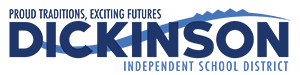 PROUD TRADITIONS, EXCITING FUTURES
DICKINSON
INDEPENDENT SCHOOL DISTRICT